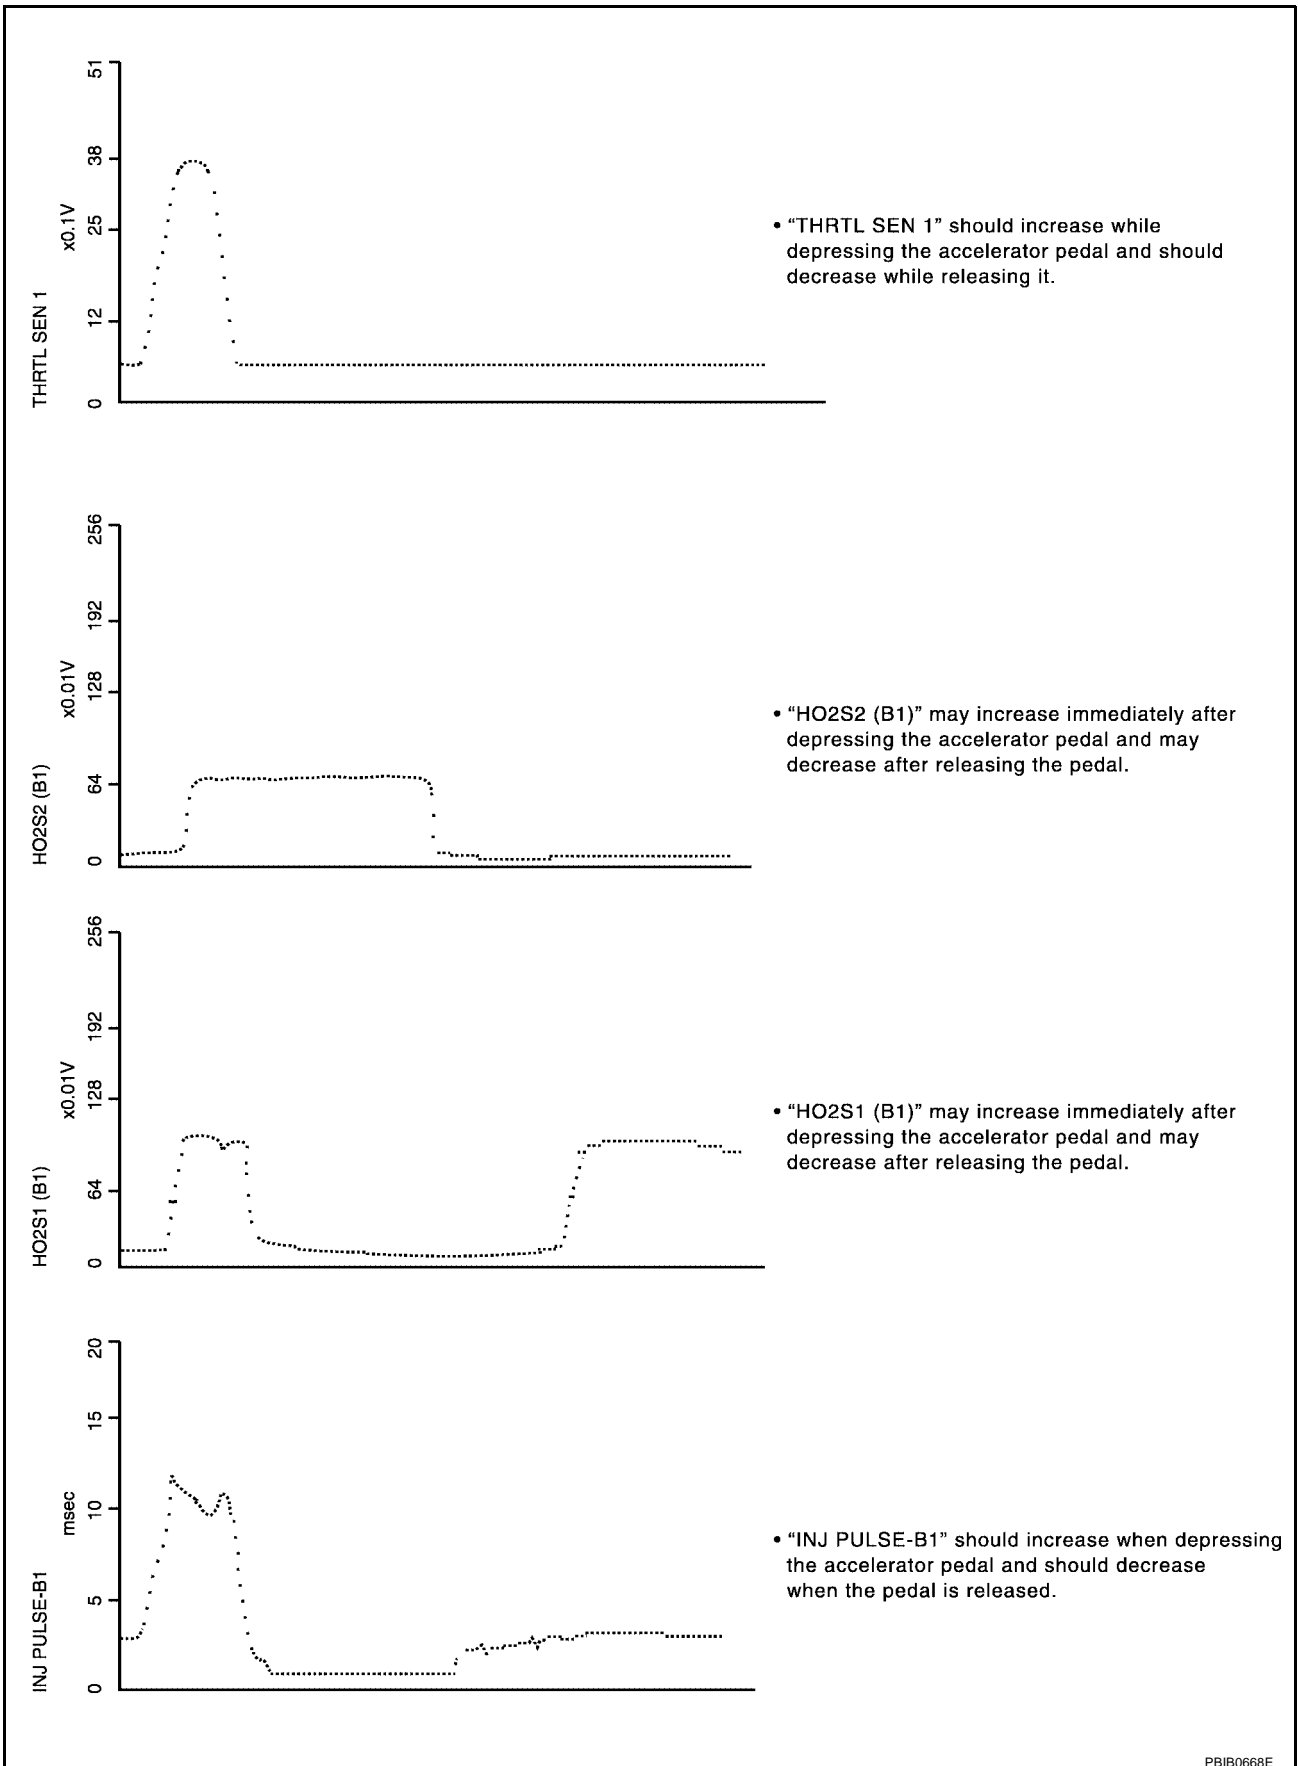 51
38
25
12
0
x0.1V
THRTL SEN 1
• “THRTL SEN 1” should increase while
depressing the accelerator pedal and should
decrease while releasing it.
256
192
128
64
0
x0.01V
HO2S2 (B1)
• “HO2S2 (B1)” may increase immediately after
depressing the accelerator pedal and may
decrease after releasing the pedal.
256
192
128
64
0
x0.01V
HO2S1 (B1)
• “HO2S1 (B1)” may increase immediately after
depressing the accelerator pedal and may
decrease after releasing the pedal.
20
15
10
5
0
msec
INJ PULSE-B1
• “INJ PULSE-B1” should increase when depressing
the accelerator pedal and should decrease
when the pedal is released.
PBIB0668E